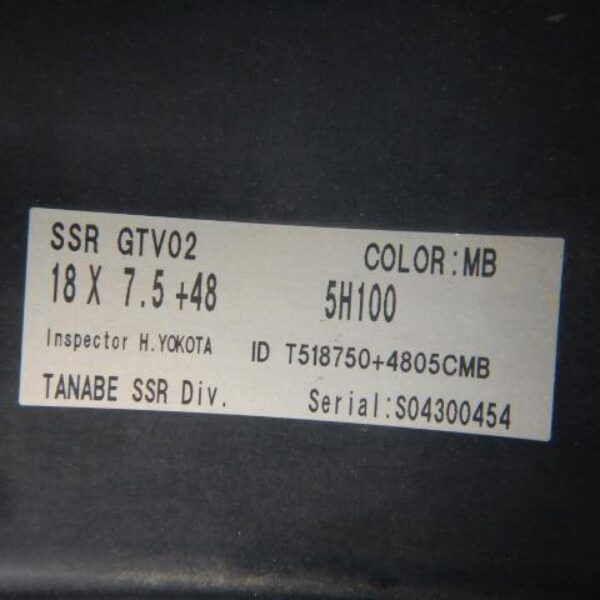 SSR GTV02 COLOR:MB
18 X 7.5 +48 5H100
Inspector H.YOKOTA ID T518750+4805CMB
TANABE SSR Div. Serial:S04300454